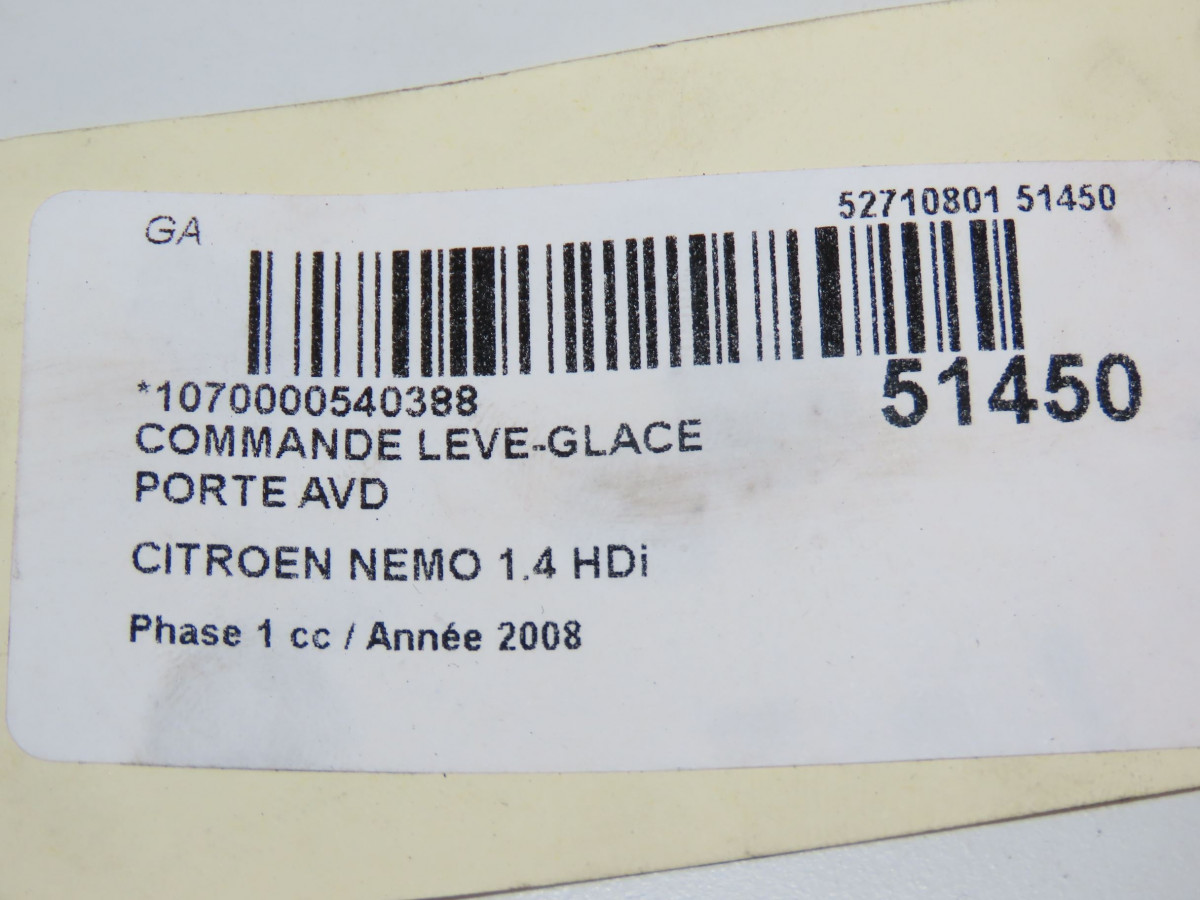 GA
52710801 51450
*1070000540388
51450
COMMANDE LEVE-GLACE
PORTE AVD
CITROEN NEMO 1.4 HDi
Phase 1 cc / Année 2008